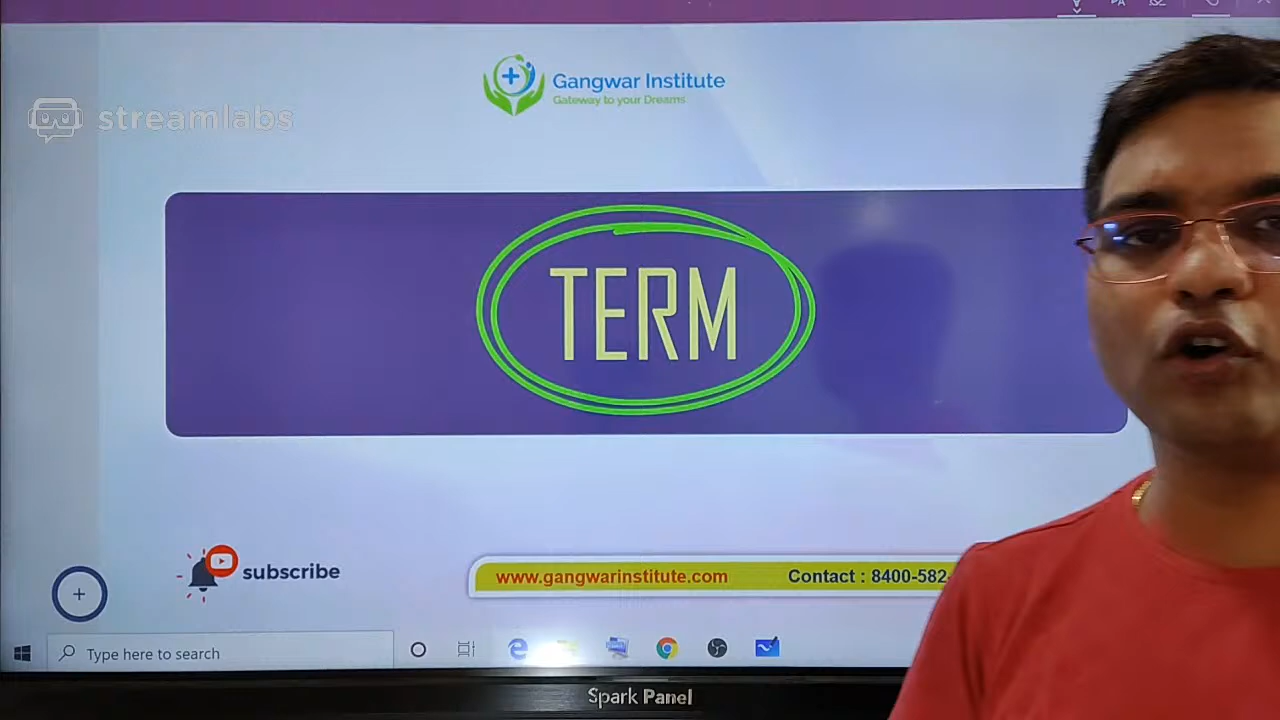 Gangwar Institute
Gateway to your Dreams
streamlabs
TERM
subscribe
www.gangwarinstitute.com Contact : 8400-582-
Type here to search
Spark Panel